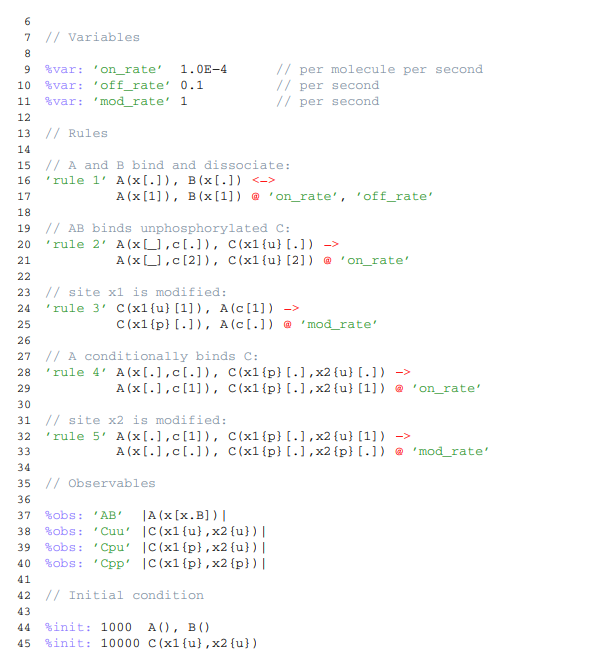 6
7 // Variables
8
9 %var: ’on_rate’ 1.0E−4 // per molecule per second
10 %var: ’off_rate’ 0.1 // per second
11 %var: ’mod_rate’ 1 // per second
12
13 // Rules
14
15 // A and B bind and dissociate:
16 ’rule 1’ A(x[.]), B(x[.]) <−>
17 A(x[1]), B(x[1]) @ ’on_rate’, ’off_rate’
18
19 // AB binds unphosphorylated C:
20 ’rule 2’ A(x[_],c[.]), C(x1{u}[.]) −>
21 A(x[_],c[2]), C(x1{u}[2]) @ ’on_rate’
22
23 // site x1 is modified:
24 ’rule 3’ C(x1{u}[1]), A(c[1]) −>
25 C(x1{p}[.]), A(c[.]) @ ’mod_rate’
26
27 // A conditionally binds C:
28 ’rule 4’ A(x[.],c[.]), C(x1{p}[.],x2{u}[.]) −>
29 A(x[.],c[1]), C(x1{p}[.],x2{u}[1]) @ ’on_rate’
30
31 // site x2 is modified:
32 ’rule 5’ A(x[.],c[1]), C(x1{p}[.],x2{u}[1]) −>
33 A(x[.],c[.]), C(x1{p}[.],x2{p}[.]) @ ’mod_rate’
34
35 // Observables
36
37 %obs: ’AB’ |A(x[x.B])|
38 %obs: ’Cuu’ |C(x1{u},x2{u})|
39 %obs: ’Cpu’ |C(x1{p},x2{u})|
40 %obs: ’Cpp’ |C(x1{p},x2{p})|
41
42 // Initial condition
43
44 %init: 1000 A(), B()
45 %init: 10000 C(x1{u},x2{u})